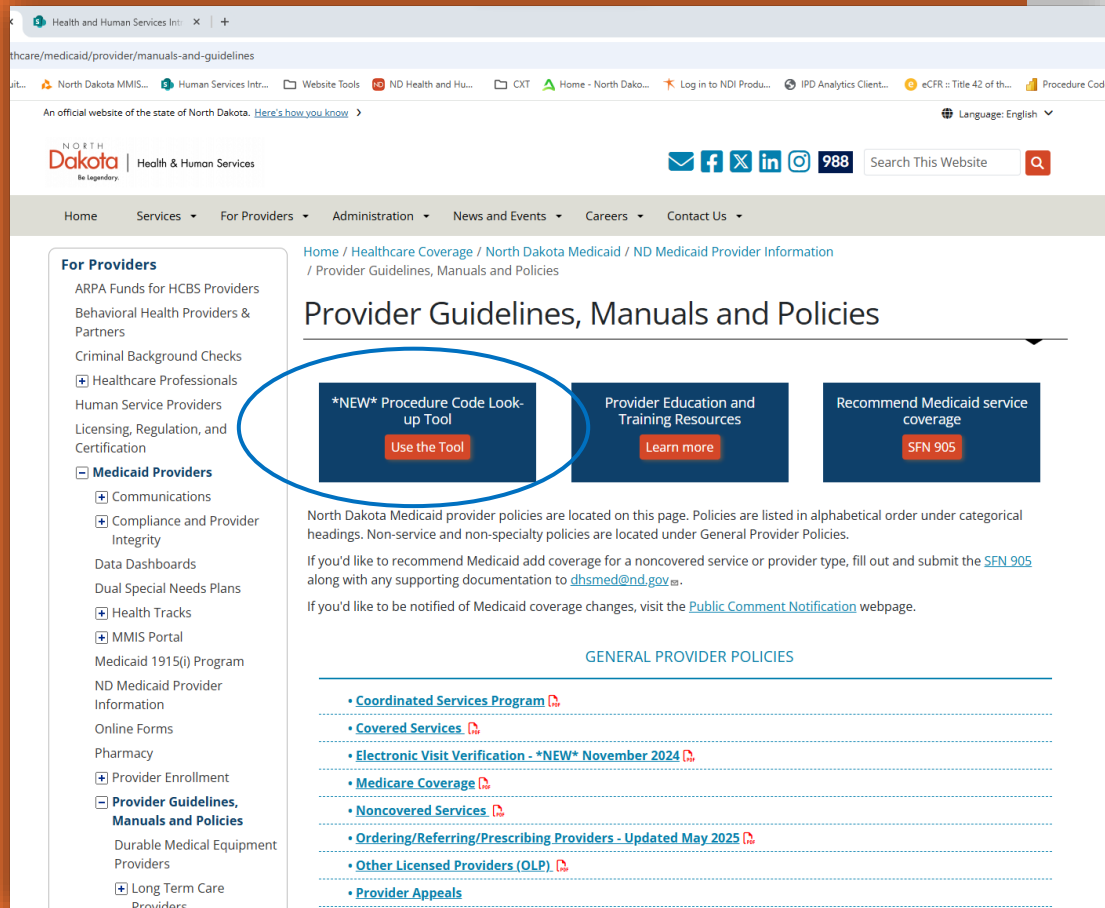 Health and Human Services Int
thcare/medicaid/provider/manuals-and-guidelines
uit... North Dakota MMIS... Human Services Intr... Website Tools ND Health and Hu... CXT Home - North Dako... Log in to NDI Produ... IPD Analytics Client... eCFR :: Title 42 of th... Procedure Cod
An official website of the state of North Dakota. Here's how you know
Language: English
NORTH
Dakota | Health & Human Services
Be Legendary.
988
Search This Website
Home Services For Providers Administration News and Events Careers Contact Us
For Providers
ARPA Funds for HCBS Providers
Behavioral Health Providers &
Partners
Criminal Background Checks
Healthcare Professionals
Human Service Providers
Licensing, Regulation, and
Certification
Medicaid Providers
Communications
Compliance and Provider
Integrity
Data Dashboards
Dual Special Needs Plans
Health Tracks
MMIS Portal
Medicaid 1915(i) Program
ND Medicaid Provider
Information
Online Forms
Pharmacy
Provider Enrollment
Provider Guidelines,
Manuals and Policies
Durable Medical Equipment
Providers
Long Term Care
Providers
Home / Healthcare Coverage / North Dakota Medicaid / ND Medicaid Provider Information
/ Provider Guidelines, Manuals and Policies
Provider Guidelines, Manuals and Policies
*NEW* Procedure Code Look-
up Tool
Use the Tool
Provider Education and
Training Resources
Learn more
Recommend Medicaid service
coverage
SFN 905
North Dakota Medicaid provider policies are located on this page. Policies are listed in alphabetical order under categorical
headings. Non-service and non-specialty policies are located under General Provider Policies.
If you'd like to recommend Medicaid add coverage for a noncovered service or provider type, fill out and submit the SFN 905
along with any supporting documentation to dhsmed@nd.gov.
If you'd like to be notified of Medicaid coverage changes, visit the Public Comment Notification webpage.
GENERAL PROVIDER POLICIES
• Coordinated Services Program
• Covered Services
• Electronic Visit Verification - *NEW* November 2024
• Medicare Coverage
• Noncovered Services
• Ordering/Referring/Prescribing Providers - Updated May 2025
• Other Licensed Providers (OLP)
• Provider Appeals